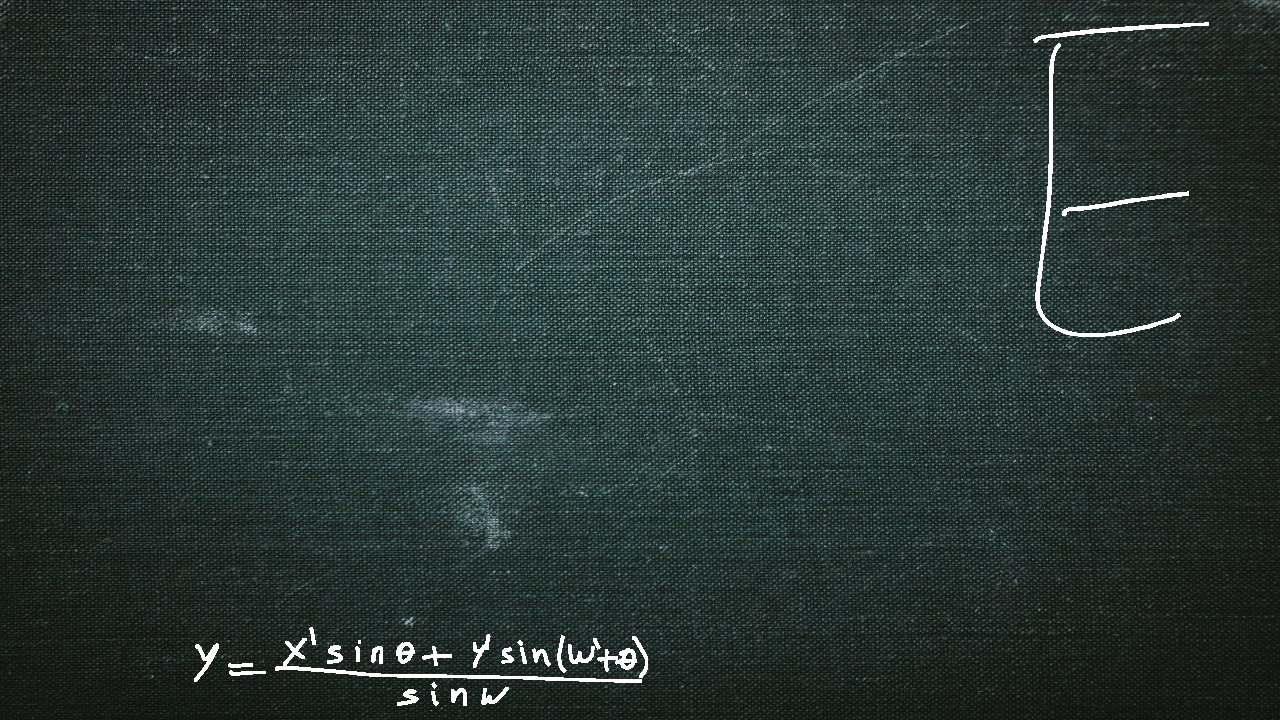 E
y = x' sin θ + y' sin(w' + θ) / sin w